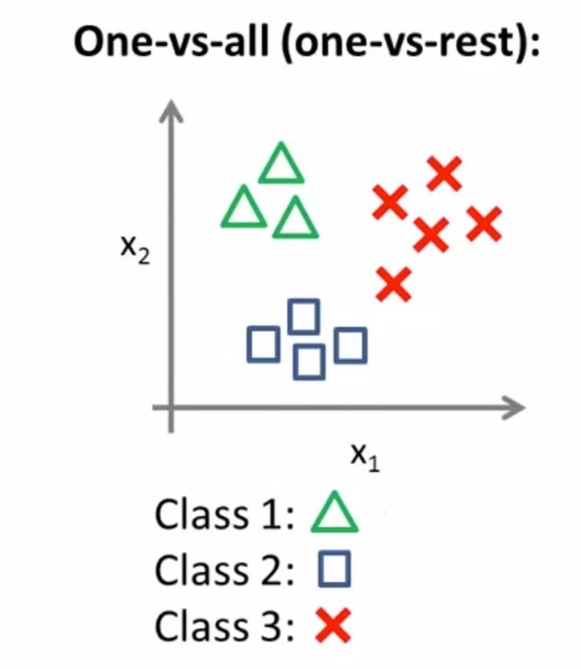 One-vs-all (one-vs-rest):
x₂
x₁
Class 1:
Class 2:
Class 3: